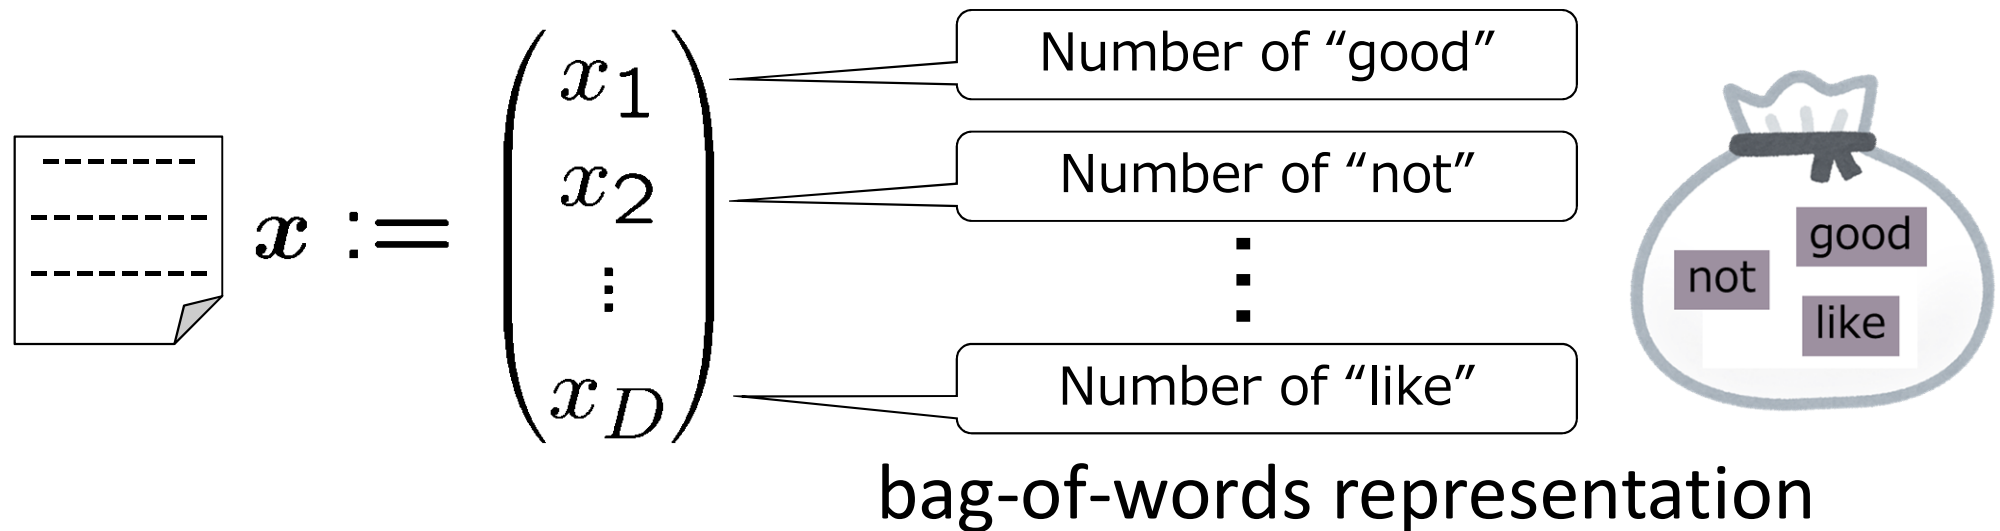 x := (x1 x2 ⋮ xD)
Number of “good”
Number of “not”
⋮
Number of “like”
good
not
like
bag-of-words representation